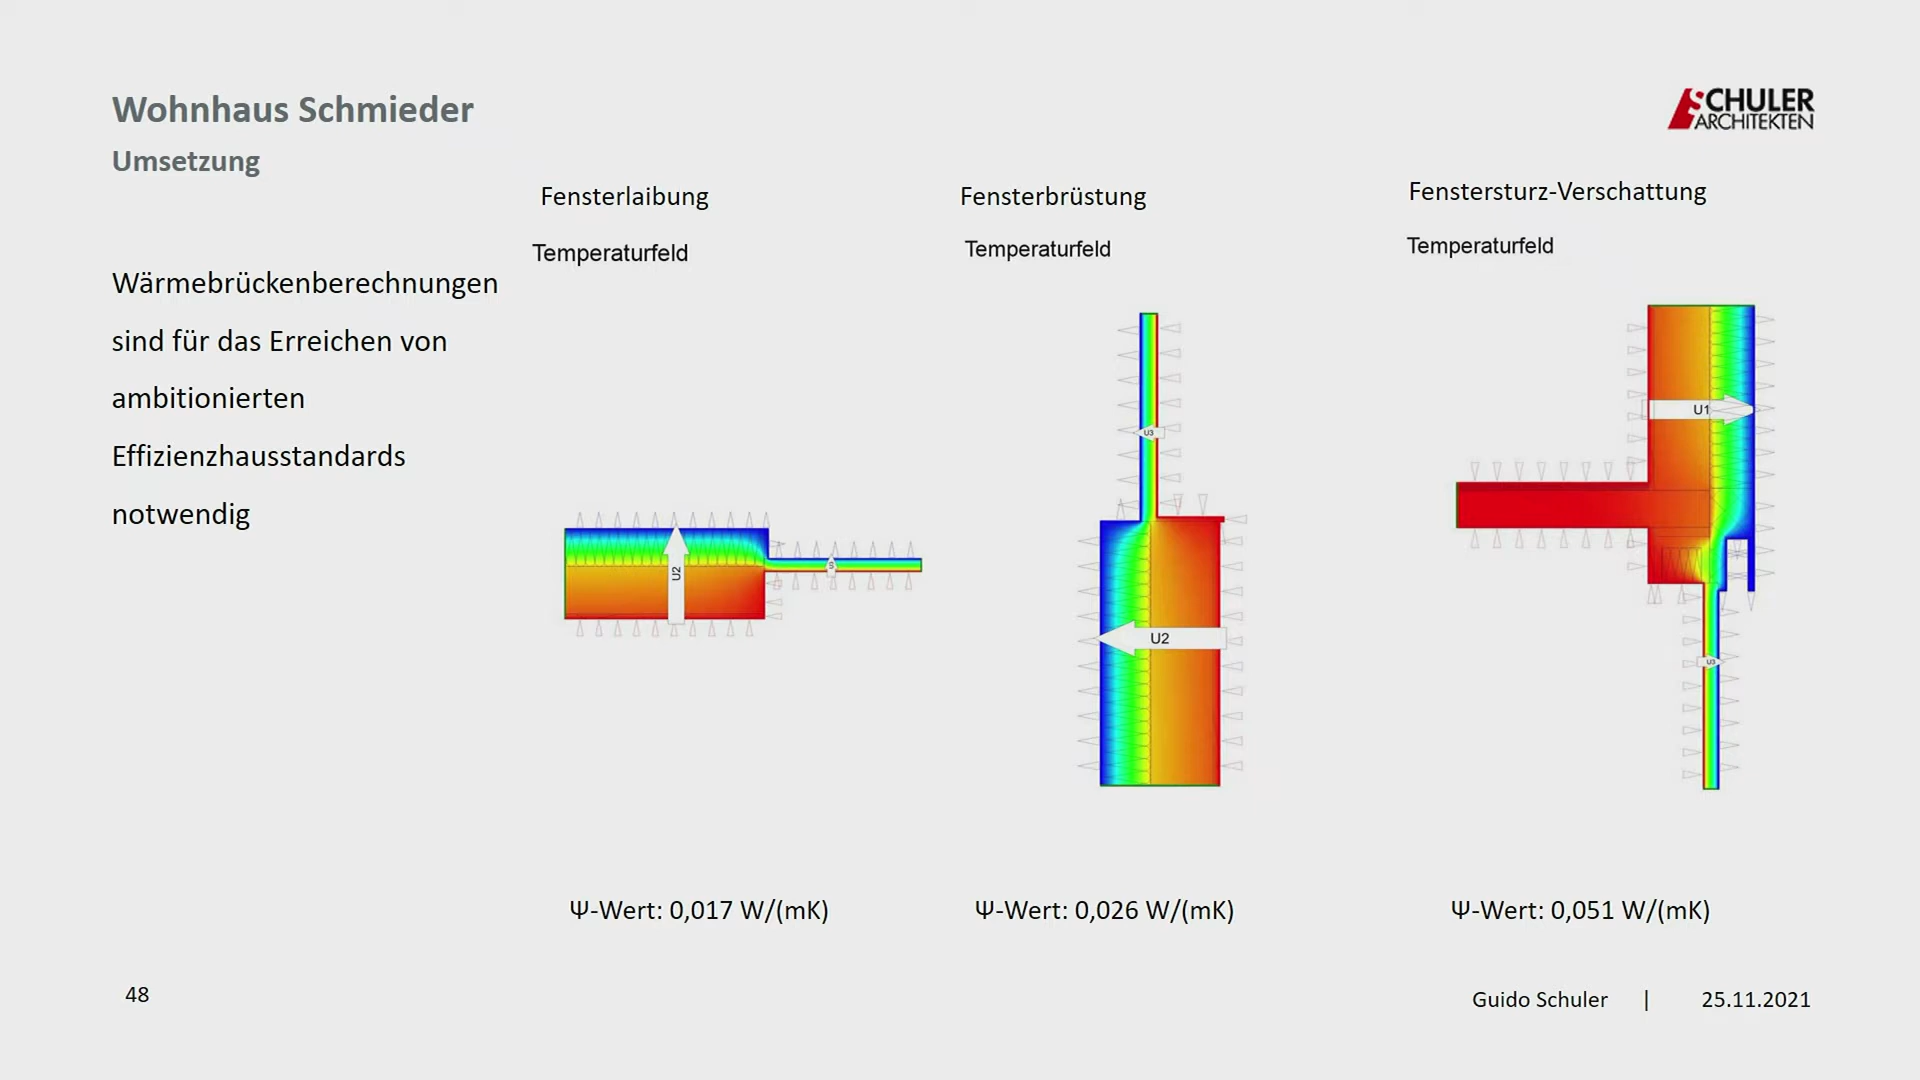 Wohnhaus Schmieder
Umsetzung
SCHULER
ARCHITEKTEN
Wärmebrückenberechnungen
sind für das Erreichen von
ambitionierten
Effizienzhausstandards
notwendig
Fensterlaibung
Temperaturfeld
U2
Ψ-Wert: 0,017 W/(mK)
Fensterbrüstung
Temperaturfeld
U3
U2
Ψ-Wert: 0,026 W/(mK)
Fenstersturz-Verschattung
Temperaturfeld
U1
U3
Ψ-Wert: 0,051 W/(mK)
48
Guido Schuler | 25.11.2021